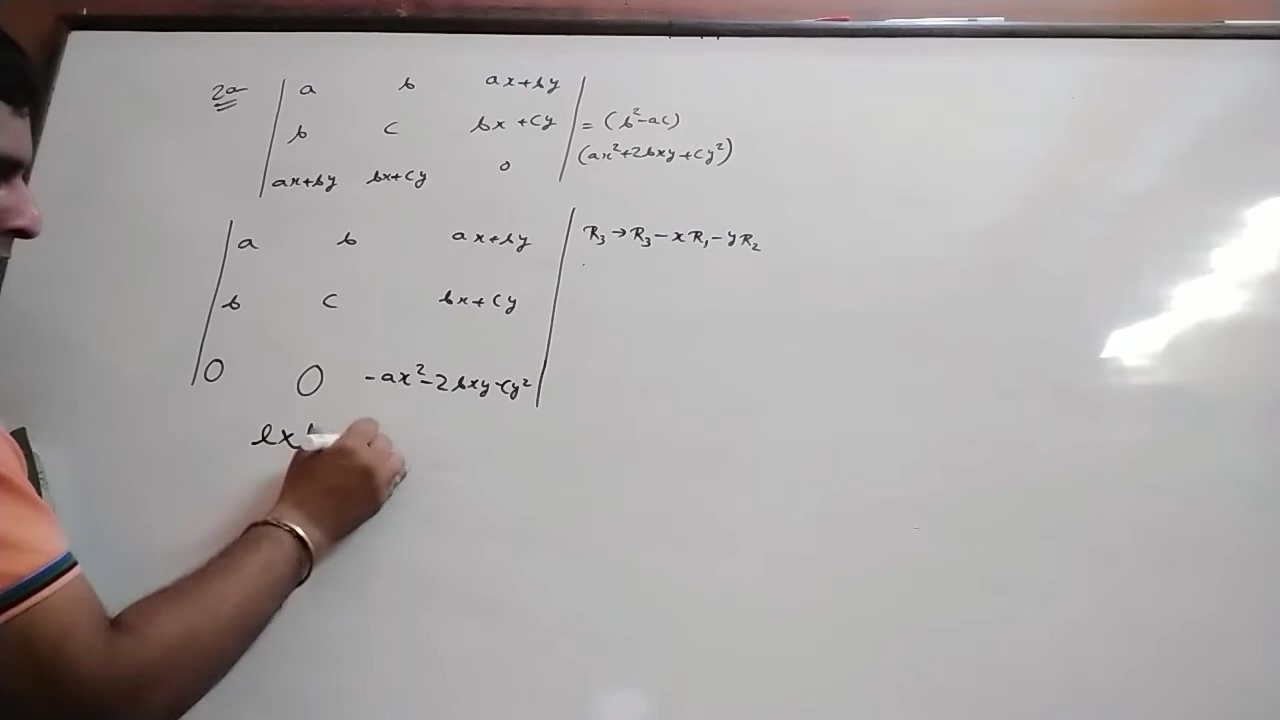 2a | a b ax+by |
| b c bx+cy | = (b²-ac)
| ax+by bx+cy 0 | (ax²+2bxy+cy²)
| a b ax+by | R₃→R₃-xR₁-yR₂
| b c bx+cy |
| 0 0 -ax²-2bxy-cy² |